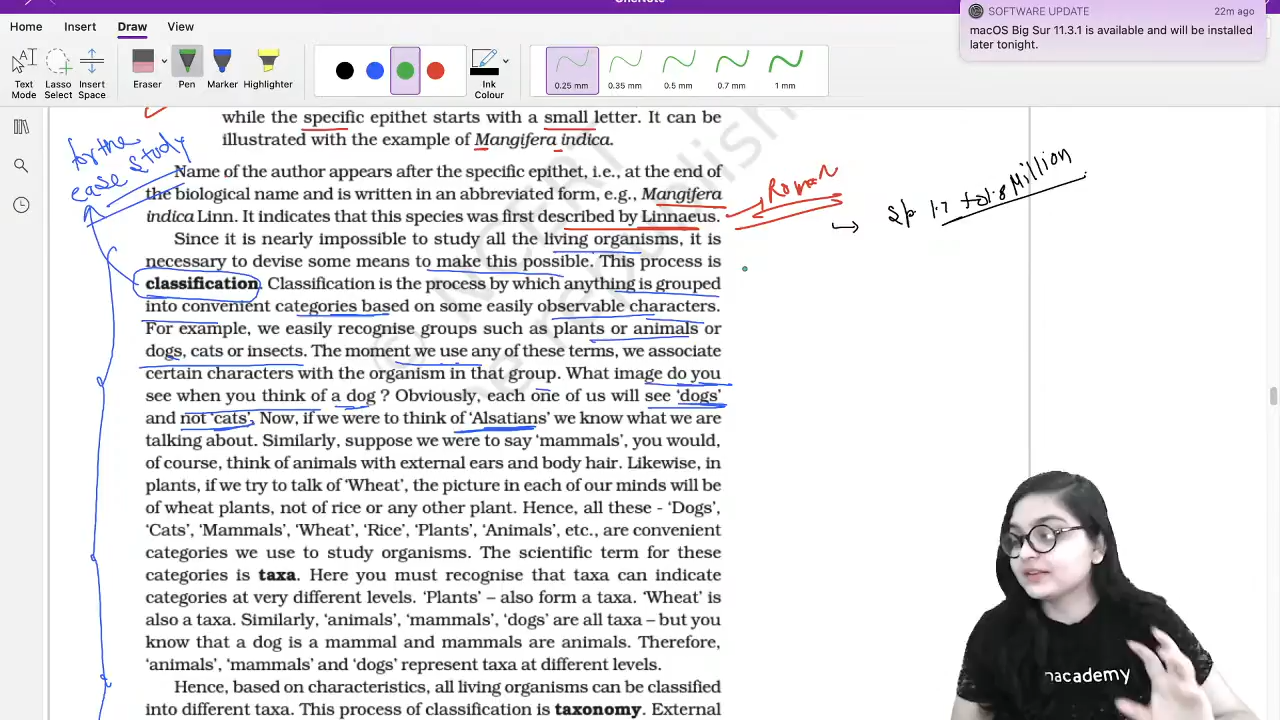 OneNote
SOFTWARE UPDATE 22m ago
macOS Big Sur 11.3.1 is available and will be installed
later tonight.
Home Insert Draw View
Text Mode Lasso Select Insert Space Eraser Pen Marker Highlighter Ink Colour 0.25 mm 0.35 mm 0.5 mm 0.7 mm 1 mm
while the specific epithet starts with a small letter. It can be
illustrated with the example of Mangifera indica.
for the
ease study
Name of the author appears after the specific epithet, i.e., at the end of
the biological name and is written in an abbreviated form, e.g., Mangifera
indica Linn. It indicates that this species was first described by Linnaeus.
Roman
Sp 1.7 to 1.8 Million
Since it is nearly impossible to study all the living organisms, it is
necessary to devise some means to make this possible. This process is
classification. Classification is the process by which anything is grouped
into convenient categories based on some easily observable characters.
For example, we easily recognise groups such as plants or animals or
dogs, cats or insects. The moment we use any of these terms, we associate
certain characters with the organism in that group. What image do you
see when you think of a dog ? Obviously, each one of us will see ‘dogs’
and not ‘cats’. Now, if we were to think of ‘Alsatians’ we know what we are
talking about. Similarly, suppose we were to say ‘mammals’, you would,
of course, think of animals with external ears and body hair. Likewise, in
plants, if we try to talk of ‘Wheat’, the picture in each of our minds will be
of wheat plants, not of rice or any other plant. Hence, all these - ‘Dogs’,
‘Cats’, ‘Mammals’, ‘Wheat’, ‘Rice’, ‘Plants’, ‘Animals’, etc., are convenient
categories we use to study organisms. The scientific term for these
categories is taxa. Here you must recognise that taxa can indicate
categories at very different levels. ‘Plants’ – also form a taxa. ‘Wheat’ is
also a taxa. Similarly, ‘animals’, ‘mammals’, ‘dogs’ are all taxa – but you
know that a dog is a mammal and mammals are animals. Therefore,
‘animals’, ‘mammals’ and ‘dogs’ represent taxa at different levels.
Hence, based on characteristics, all living organisms can be classified
into different taxa. This process of classification is taxonomy. External
nacademy